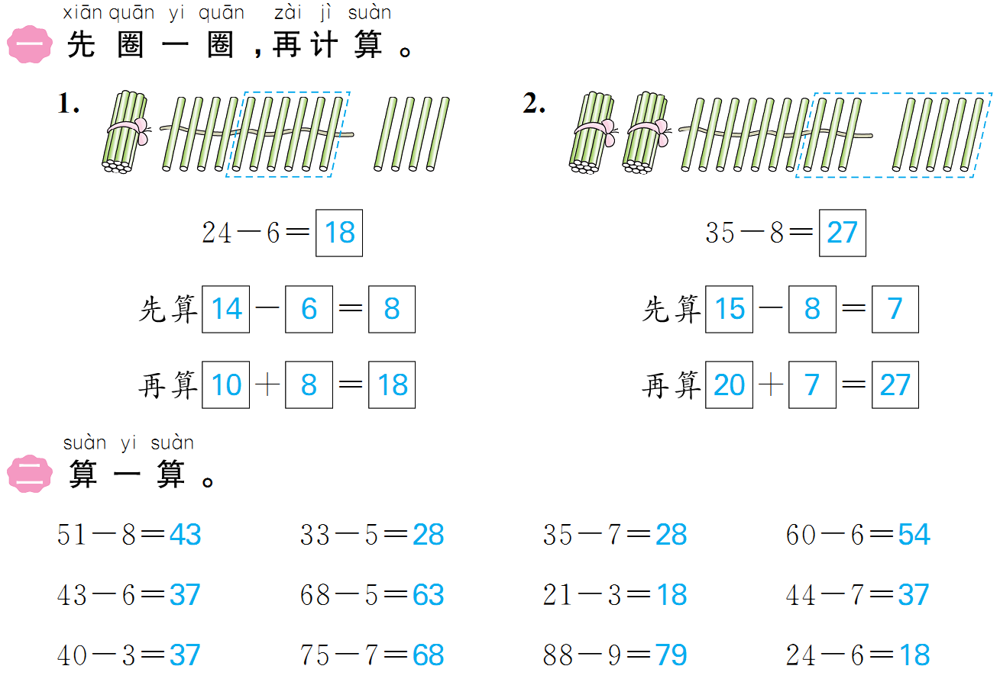 xiān quān yi quān zài jì suàn
一 先圈一圈,再计算。
1. 2.
24－6＝18 35－8＝27
先算 14－6＝8 先算 15－8＝7
再算 10＋8＝18 再算 20＋7＝27
suàn yi suàn
二 算一算。
51－8＝43 33－5＝28 35－7＝28 60－6＝54
43－6＝37 68－5＝63 21－3＝18 44－7＝37
40－3＝37 75－7＝68 88－9＝79 24－6＝18